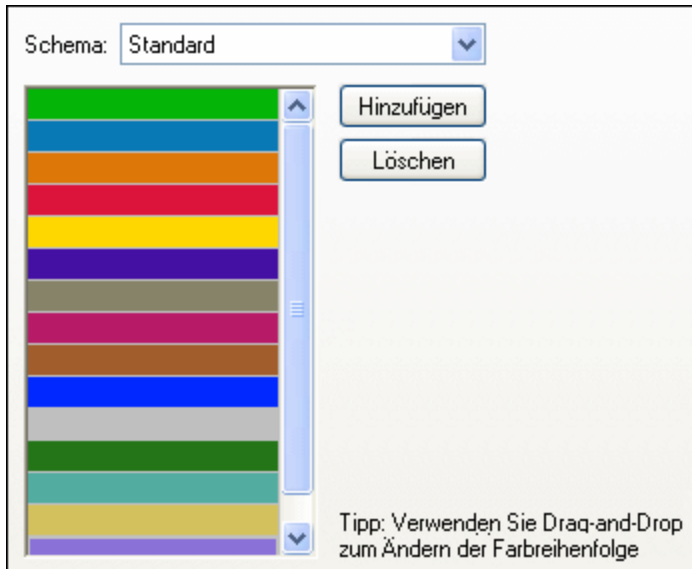 Schema: Standard
Hinzufügen
Löschen
Tipp: Verwenden Sie Drag-and-Drop
zum Ändern der Farbreihenfolge